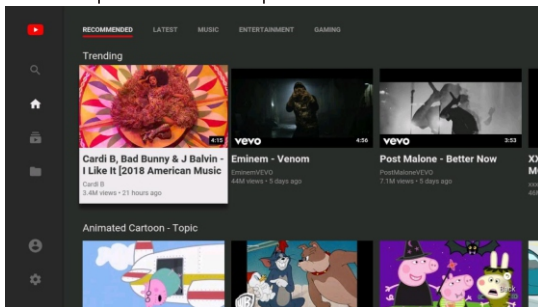 RECOMMENDED LATEST MUSIC ENTERTAINMENT GAMING
Trending
4:15
vevo 4:56
vevo 3:53
Cardi B, Bad Bunny & J Balvin -
I Like It [2018 American Music
Cardi B
3.4M views • 21 hours ago
Eminem - Venom
EminemVEVO
44M views • 5 days ago
Post Malone - Better Now
PostMaloneVEVO
7.1M views • 5 days ago
XX
Animated Cartoon - Topic
WB